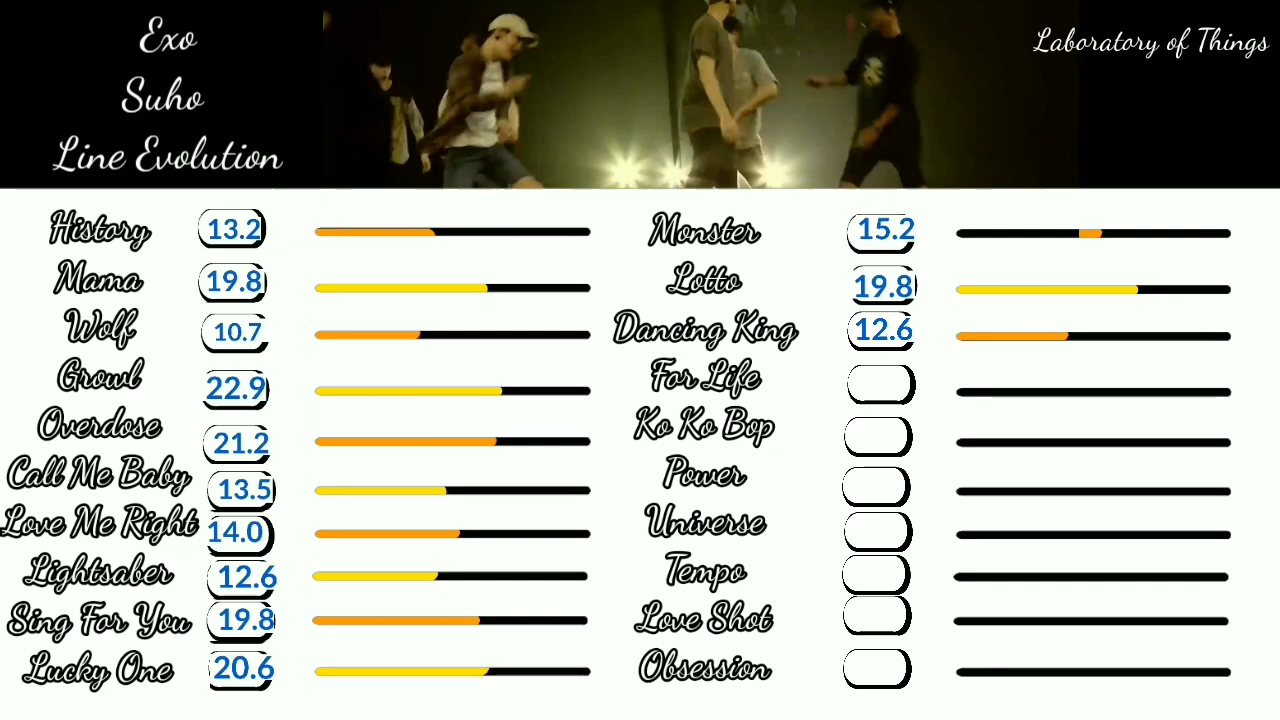 Exo
Suho
Line Evolution
Laboratory of Things
History 13.2
Mama 19.8
Wolf 10.7
Growl 22.9
Overdose 21.2
Call Me Baby 13.5
Love Me Right 14.0
Lightsaber 12.6
Sing For You 19.8
Lucky One 20.6
Monster 15.2
Lotto 19.8
Dancing King 12.6
For Life
Ko Ko Bop
Power
Universe
Tempo
Love Shot
Obsession